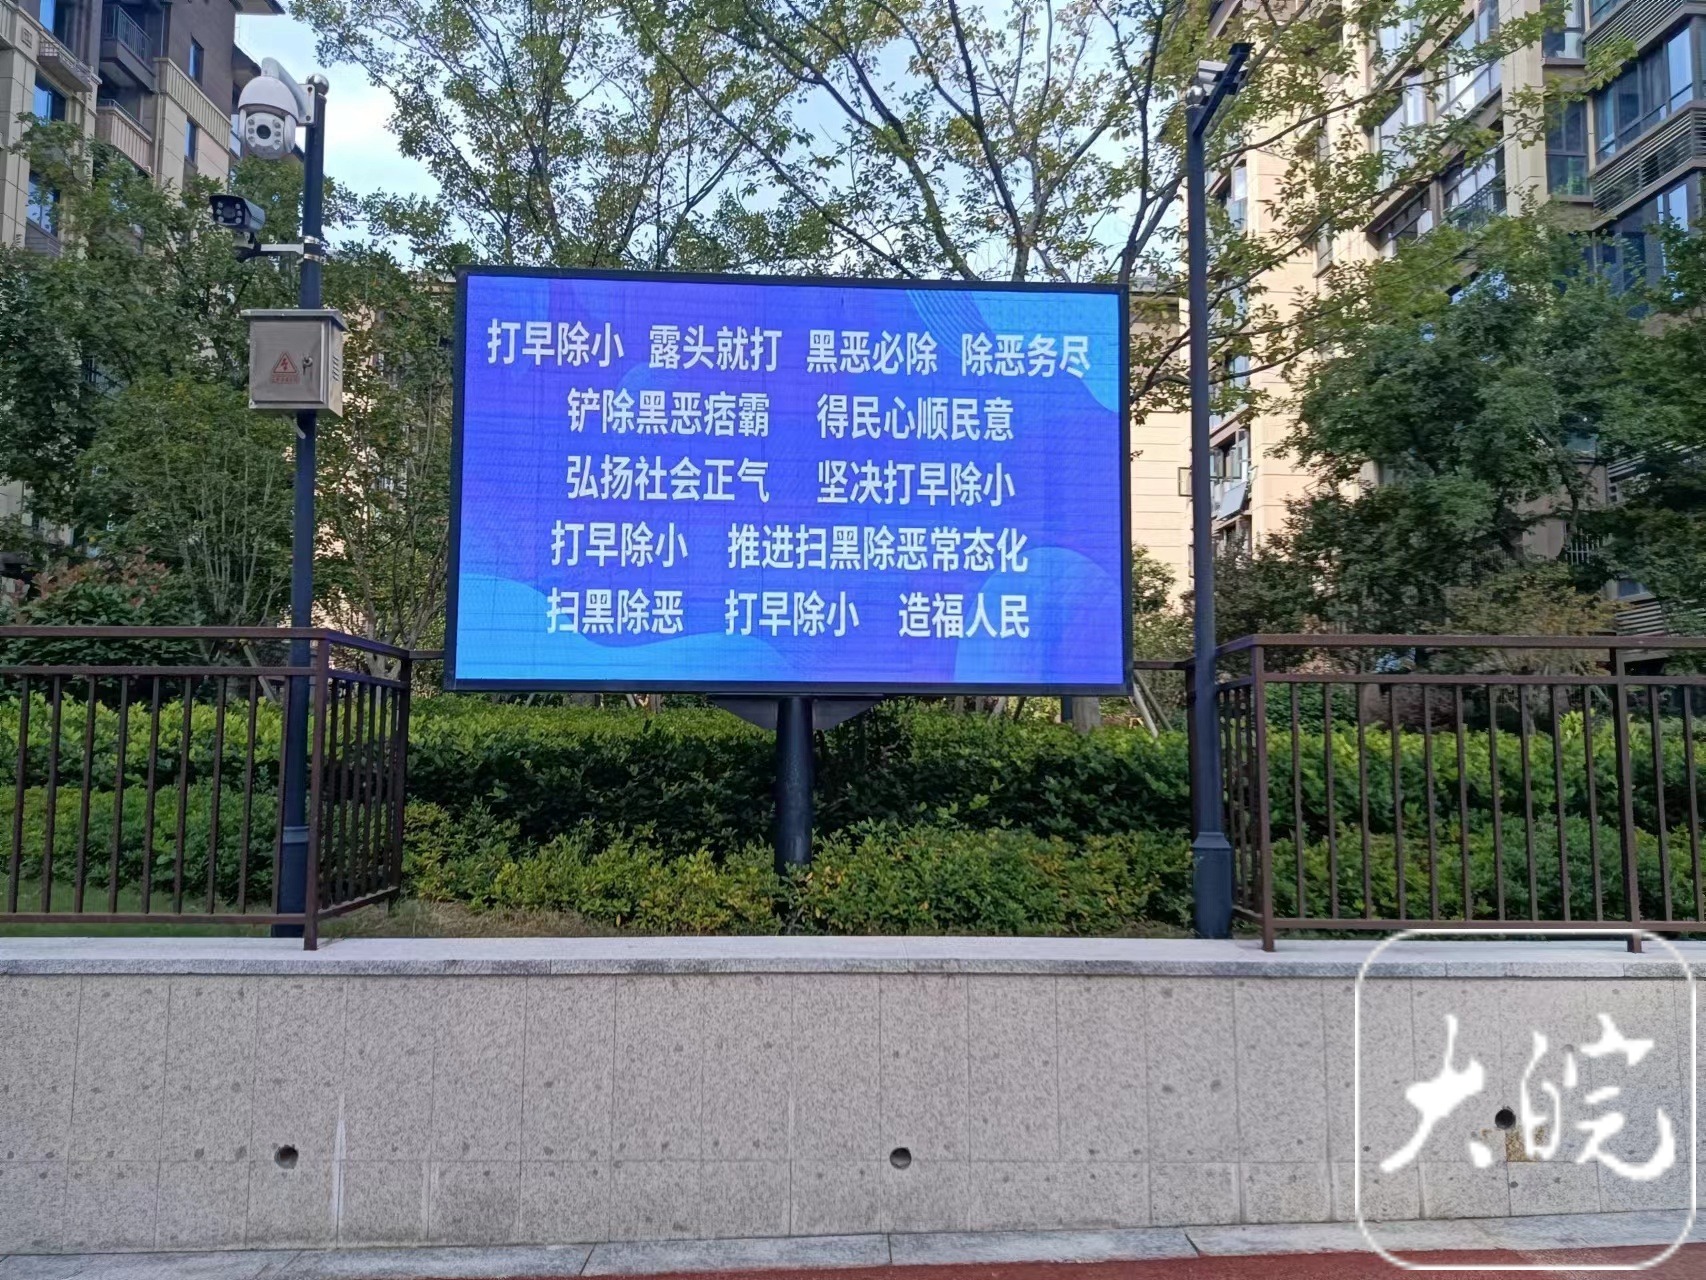 打早除小 露头就打 黑恶必除 除恶务尽
铲除黑恶痞霸 得民心顺民意
弘扬社会正气 坚决打早除小
打早除小 推进扫黑除恶常态化
扫黑除恶 打早除小 造福人民
大皖